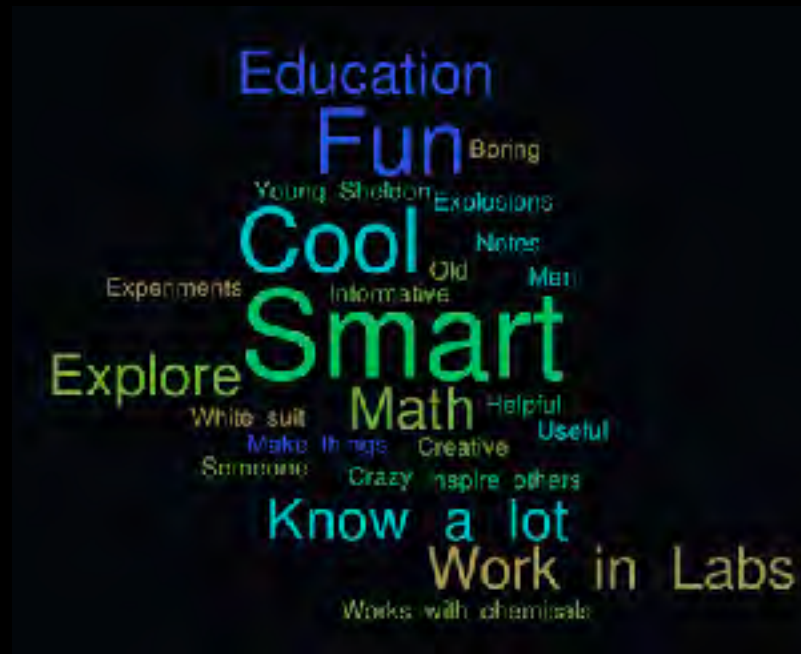 Education
Fun
Boring
Young Sheldon
Explosions
Cool
Notes
Old
Men
Experiments
Informative
Smart
Explore
Math
Helpful
White suit
Useful
Make things
Creative
Someone
Crazy
Inspire others
Know a lot
Work in Labs
Works with chemicals